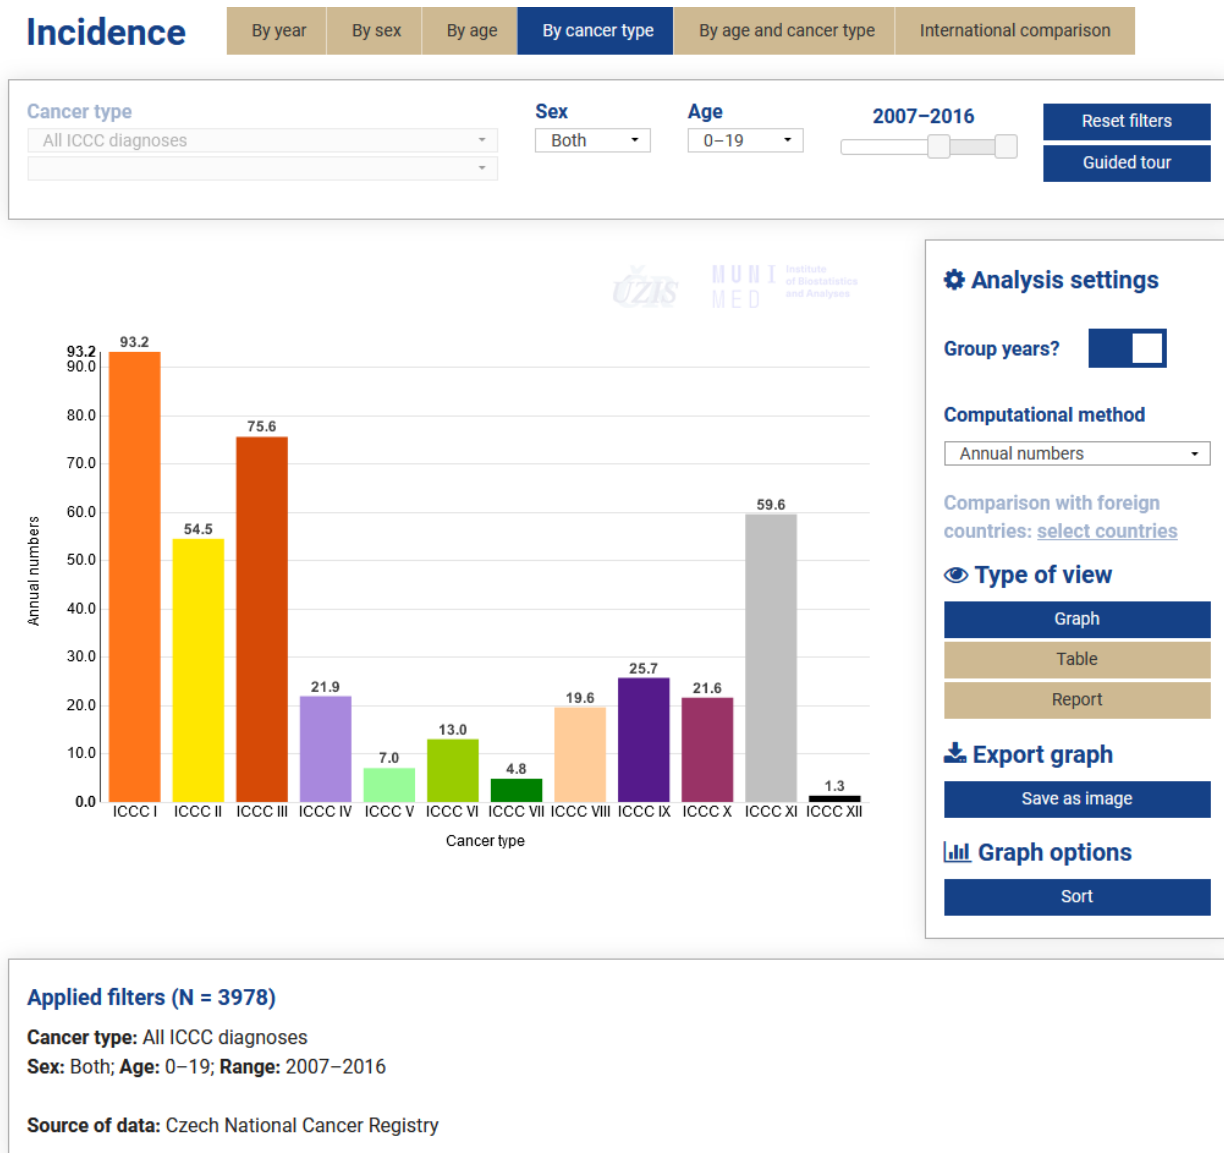 Incidence
By year By sex By age By cancer type By age and cancer type International comparison
Cancer type Sex Age 2007–2016
All ICCC diagnoses Both 0–19
Reset filters
Guided tour
ÚZIS MUNI MED Institute
of Biostatistics
and Analyses
Analysis settings
Group years?
Computational method
Annual numbers
Comparison with foreign
countries: select countries
Type of view
Graph
Table
Report
Export graph
Save as image
Graph options
Sort
93.2
90.0
80.0
70.0
60.0
50.0
40.0
30.0
20.0
10.0
0.0
Annual numbers
93.2 54.5 75.6 21.9 7.0 13.0 4.8 19.6 25.7 21.6 59.6 1.3
ICCC I ICCC II ICCC III ICCC IV ICCC V ICCC VI ICCC VII ICCC VIII ICCC IX ICCC X ICCC XI ICCC XII
Cancer type
Applied filters (N = 3978)
Cancer type: All ICCC diagnoses
Sex: Both; Age: 0–19; Range: 2007–2016
Source of data: Czech National Cancer Registry